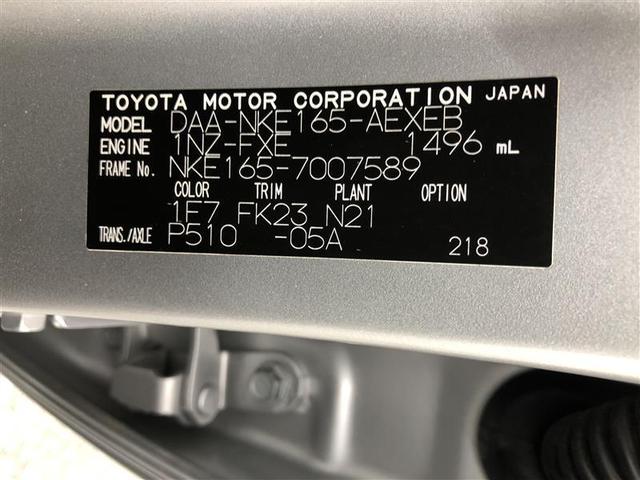 TOYOTA MOTOR CORPORATION JAPAN
MODEL DAA-NKE165-AEXEB
ENGINE 1NZ-FXE 1496 mL
FRAME No. NKE165-7007589
COLOR TRIM PLANT OPTION
1F7 FK23 N21
TRANS./AXLE P510 -05A 218